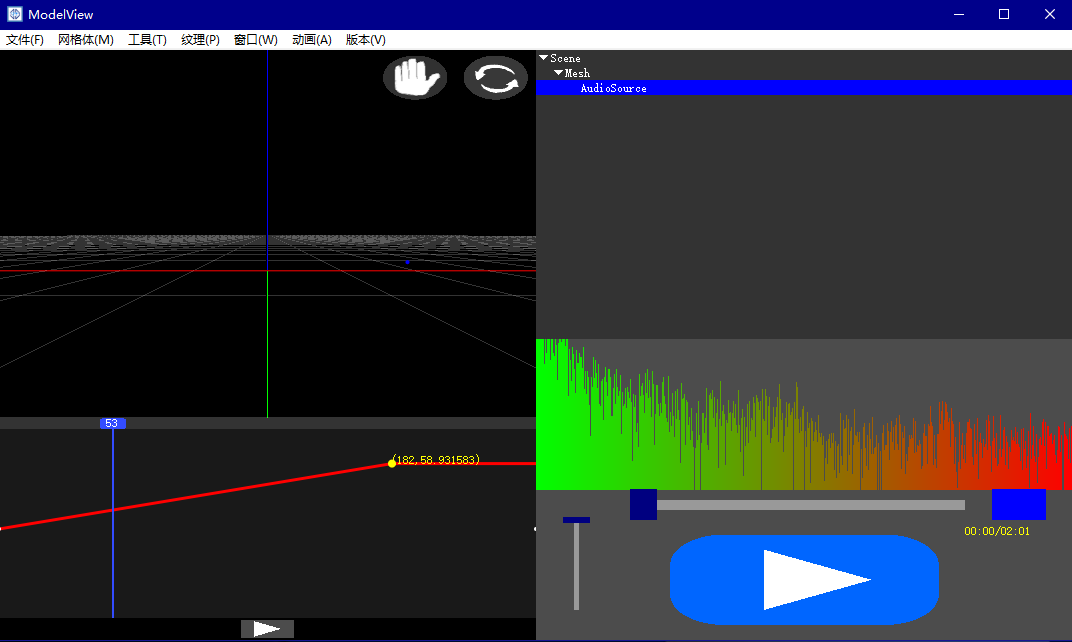 ModelView
文件(F) 网格体(M) 工具(T) 纹理(P) 窗口(W) 动画(A) 版本(V)
Scene
Mesh
AudioSource
53
(182,58.931583)
00:00/02:01